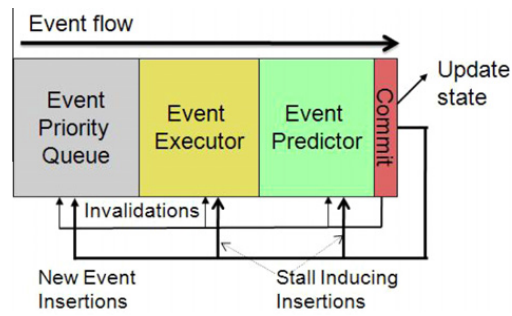 Event flow
Event
Priority
Queue
Event
Executor
Event
Predictor
Commit
Update
state
Invalidations
New Event
Insertions
Stall Inducing
Insertions